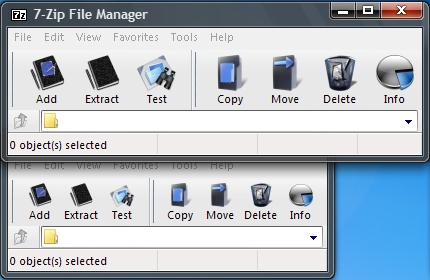 7-Zip File Manager
File Edit View Favorites Tools Help
Add Extract Test Copy Move Delete Info
0 object(s) selected
File Edit View Favorites Tools Help
Add Extract Test Copy Move Delete Info
0 object(s) selected